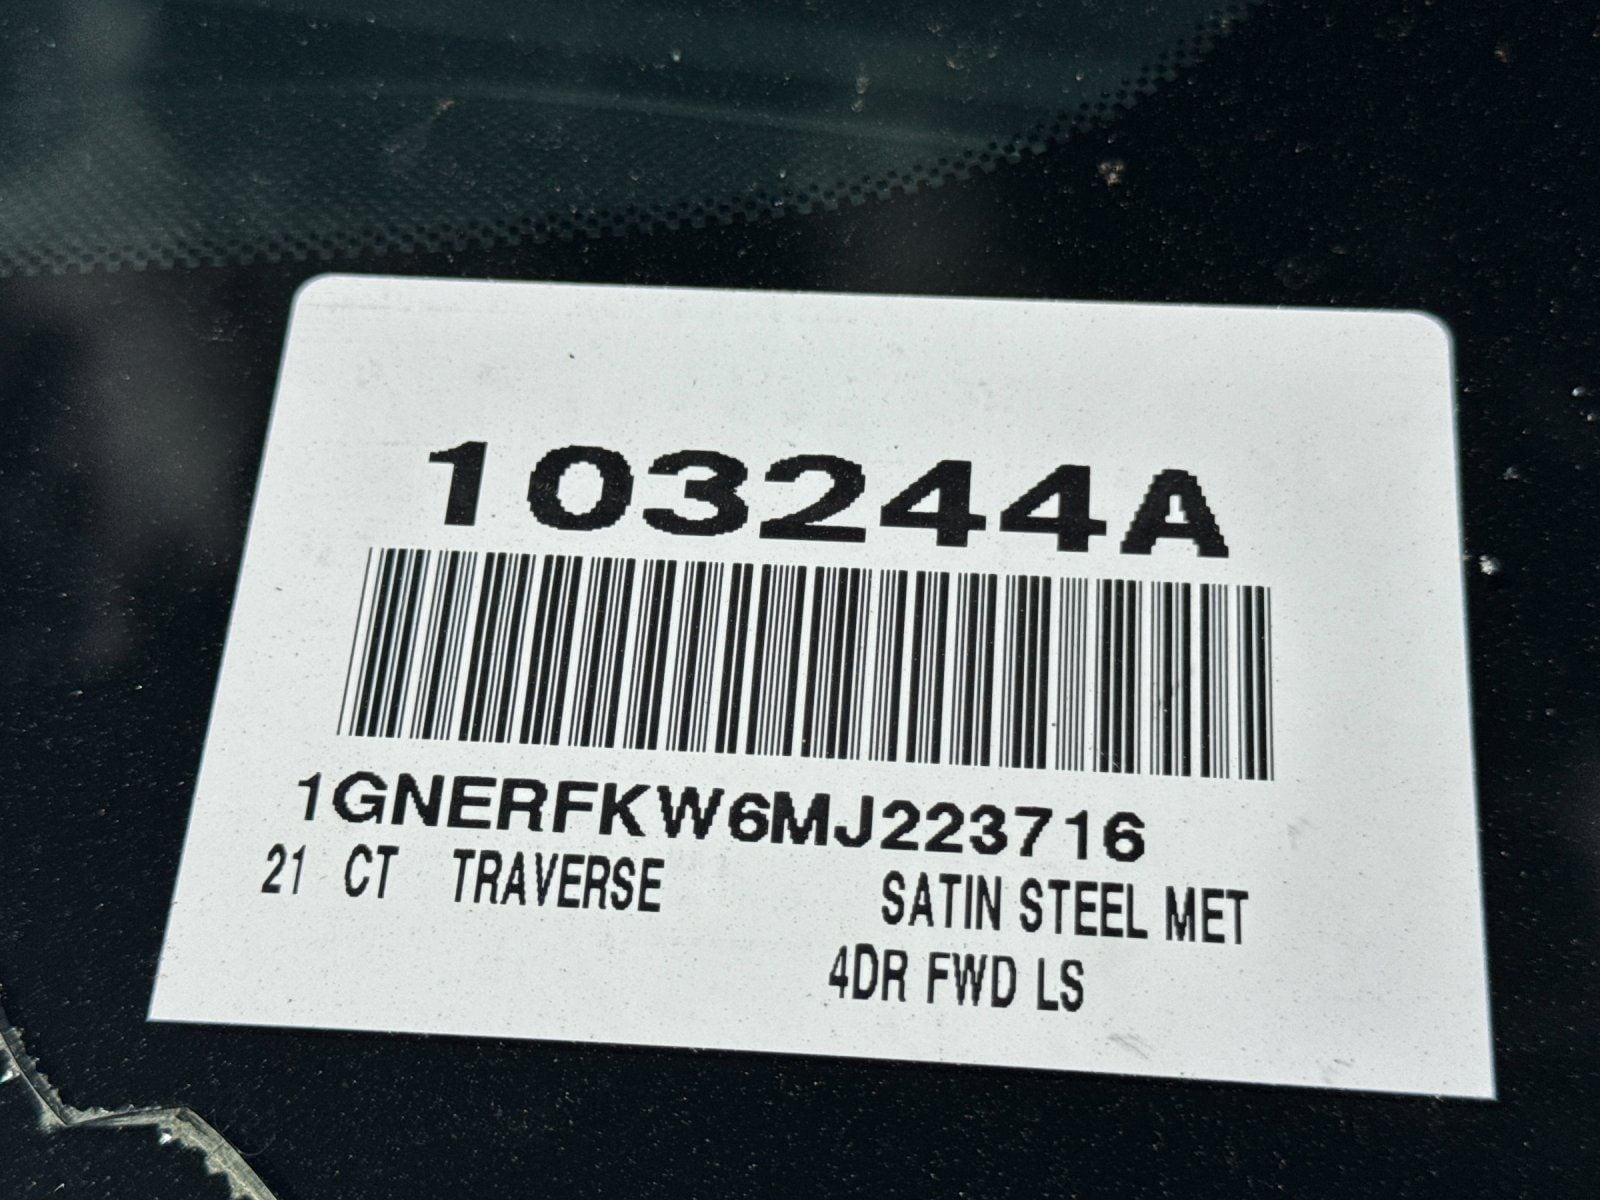 103244A
1GNERFKW6MJ223716
21 CT TRAVERSE SATIN STEEL MET
4DR FWD LS